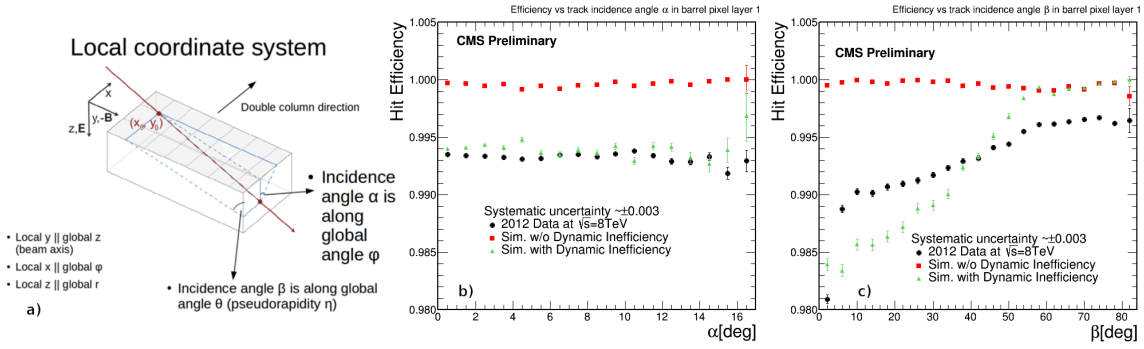 Local coordinate system
x
y,-B
z,E
(x₀, y₀)
Double column direction
• Incidence
angle α is
along
global
angle φ
• Local y || global z
(beam axis)
• Local x || global φ
• Local z || global r
• Incidence angle β is along global
angle θ (pseudorapidity η)
a)
Efficiency vs track incidence angle α in barrel pixel layer 1
CMS Preliminary
Hit Efficiency
1.005
1.000
0.995
0.990
0.985
0.980
Systematic uncertainty ~±0.003
2012 Data at √s=8TeV
Sim. w/o Dynamic Inefficiency
Sim. with Dynamic Inefficiency
b)
0 2 4 6 8 10 12 14 16
α[deg]
Efficiency vs track incidence angle β in barrel pixel layer 1
CMS Preliminary
Hit Efficiency
1.005
1.000
0.995
0.990
0.985
0.980
Systematic uncertainty ~±0.003
2012 Data at √s=8TeV
Sim. w/o Dynamic Inefficiency
Sim. with Dynamic Inefficiency
c)
0 10 20 30 40 50 60 70 80
β[deg]